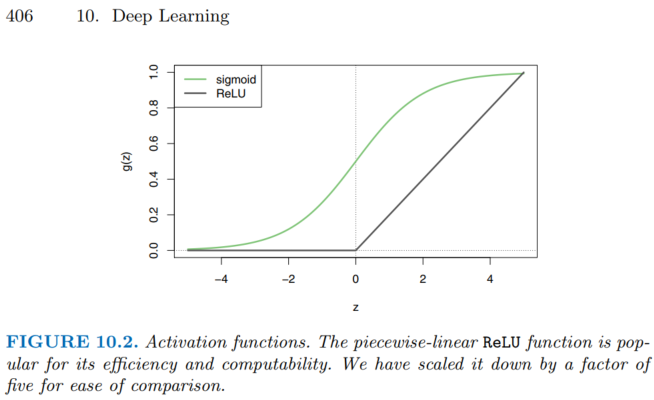 406 10. Deep Learning
sigmoid
ReLU
g(z)
1.0
0.8
0.6
0.4
0.2
0.0
−4 −2 0 2 4
z
FIGURE 10.2. Activation functions. The piecewise-linear ReLU function is pop-
ular for its efficiency and computability. We have scaled it down by a factor of
five for ease of comparison.